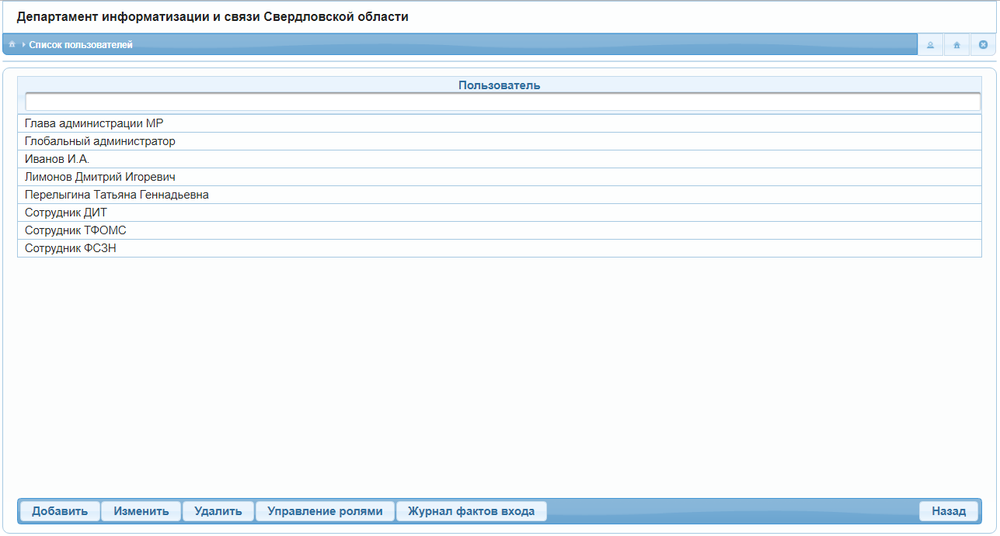 Департамент информатизации и связи Свердловской области
Список пользователей
Пользователь
Глава администрации МР
Глобальный администратор
Иванов И.А.
Лимонов Дмитрий Игоревич
Перелыгина Татьяна Геннадьевна
Сотрудник ДИТ
Сотрудник ТФОМС
Сотрудник ФСЗН
Добавить Изменить Удалить Управление ролями Журнал фактов входа Назад